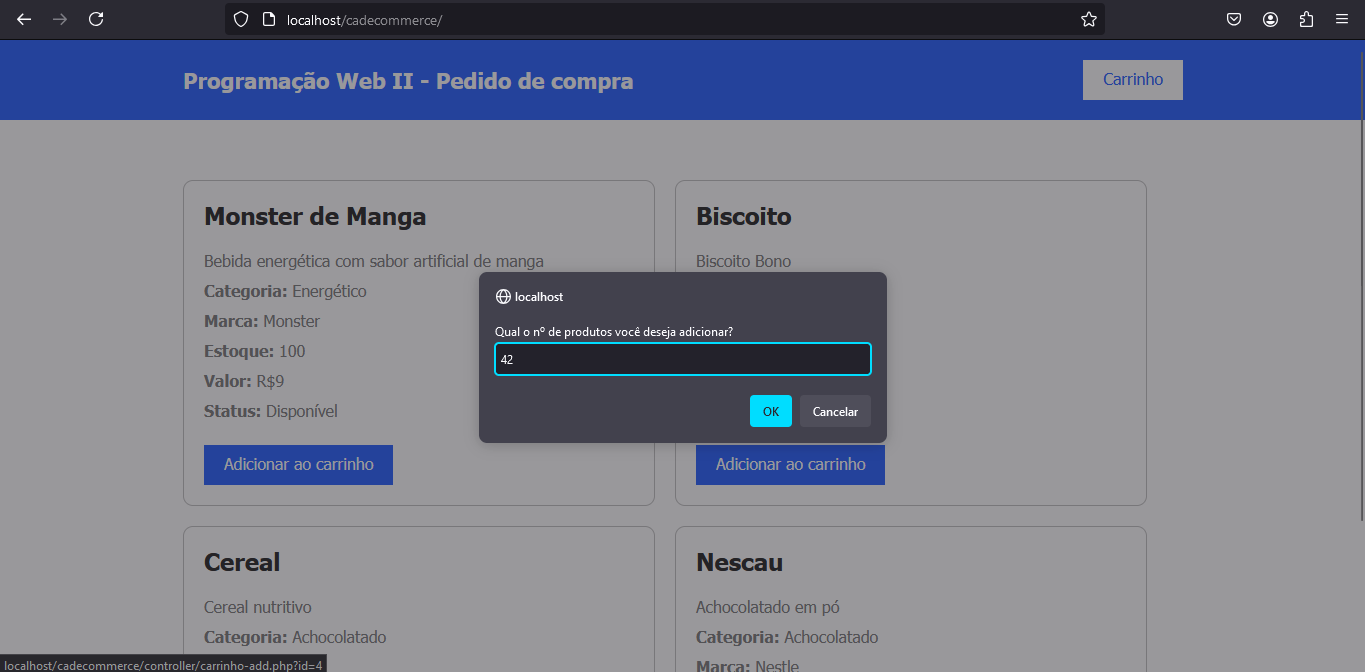 localhost/cadecommerce/
Programação Web II - Pedido de compra
Carrinho
Monster de Manga
Bebida energética com sabor artificial de manga
Categoria: Energético
Marca: Monster
Estoque: 100
Valor: R$9
Status: Disponível
Adicionar ao carrinho
Biscoito
Biscoito Bono
Adicionar ao carrinho
localhost
Qual o nº de produtos você deseja adicionar?
42
OK
Cancelar
Cereal
Cereal nutritivo
Categoria: Achocolatado
Nescau
Achocolatado em pó
Categoria: Achocolatado
Marca: Nestle
localhost/cadecommerce/controller/carrinho-add.php?id=4